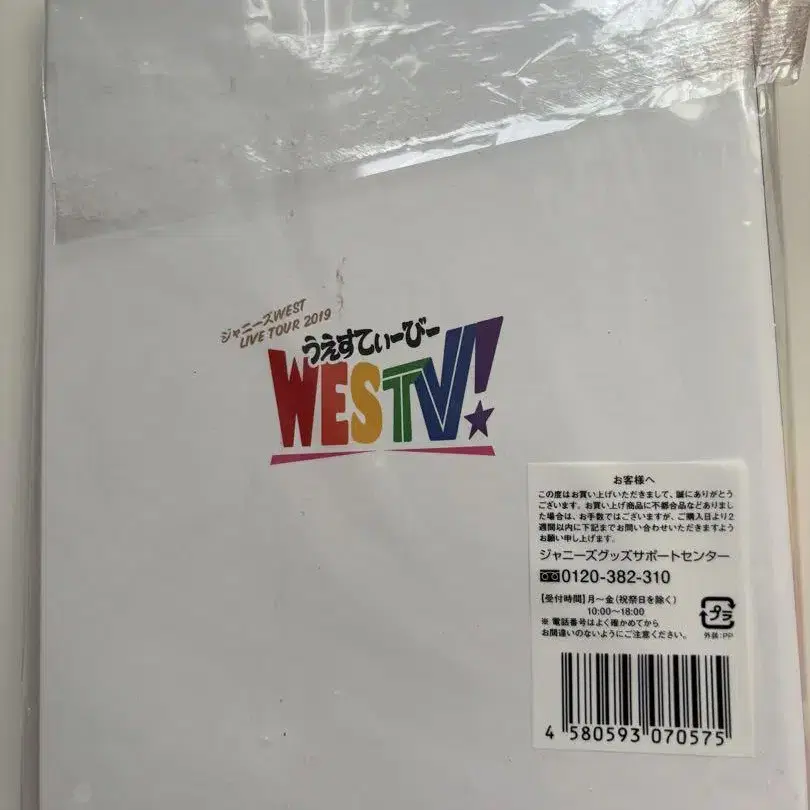 ジャニーズWEST
LIVE TOUR 2019
うえすてぃーびー
WESTV!
お客様へ
この度はお買い上げいただきまして、誠にありがとう
ございます。お買い上げ商品に不都合品などありまし
た場合は、お手数ではございますが、ご購入日より2
週間以内に下記までお問い合わせいただきますよう
お願い申し上げます。
ジャニーズグッズサポートセンター
0120-382-310
【受付時間】月〜金(祝祭日を除く)
10:00〜18:00
※ 電話番号はよく確かめてから
お間違いのないようにご注意ください。
プラ
外装:PP
4 580593 070575